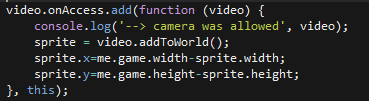 video.onAccess.add(function (video) {
    console.log('--> camera was allowed', video);
    sprite = video.addToWorld();
    sprite.x=me.game.width-sprite.width;
    sprite.y=me.game.height-sprite.height;
}, this);